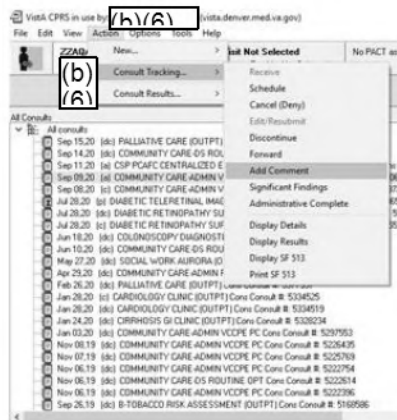 VistA CPRS in use by: (b)(6) (vista.denver.med.va.gov)
File Edit View Action Options Tools Help
New...
isit Not Selected
No PACT as
(b)
(6)
Consult Tracking...
Consult Results...
Receive
Schedule
Cancel (Deny)
Edit/Resubmit
Discontinue
Forward
Add Comment
Significant Findings
Administrative Complete
Display Details
Display Results
Display SF 513
Print SF 513
All Consults
All consults
Sep 15,20 (dc) PALLIATIVE CARE (OUTPT)
Sep 14,20 (dc) COMMUNITY CARE-DS ROU
Sep 11,20 (a) CSP PCAFC CENTRALIZED E
Sep 09,20 (a) COMMUNITY CARE-ADMIN V
Aug 28,20 (a) COMMUNITY CARE-ADMIN V
Jul 28,20 (p) DIABETIC TELERETINAL IMAG
Jul 28,20 (dc) DIABETIC RETINOPATHY SU
Jul 28,20 (c) DIABETIC RETINOPATHY SUF
Jun 18,20 (dc) COLONOSCOPY DIAGNOSTI
Jun 10,20 (dc) COMMUNITY CARE-DS ROU
May 27,20 (dc) SOCIAL WORK AURORA (O
Apr 29,20 (dc) COMMUNITY CARE-ADMIN F
Feb 26,20 (dc) PALLIATIVE CARE (OUTPT)
Jan 28,20 (c) CARDIOLOGY CLINIC (OUTPT) Cons Consult #: 5334525
Jan 28,20 (dc) CARDIOLOGY CLINIC (OUTPT) Cons Consult #: 5334519
Jan 24,20 (dc) CIRRHOSIS GI CLINIC (OUTPT) Cons Consult #: 5328234
Jan 03,20 (dc) COMMUNITY CARE-ADMIN VCCPE PC Cons Consult #: 5297553
Nov 08,19 (dc) COMMUNITY CARE-ADMIN VCCPE PC Cons Consult #: 5226435
Nov 07,19 (dc) COMMUNITY CARE-ADMIN VCCPE PC Cons Consult #: 5225769
Nov 06,19 (dc) COMMUNITY CARE-ADMIN VCCPE PC Cons Consult #: 5222754
Nov 06,19 (dc) COMMUNITY CARE-DS ROUTINE OPT Cons Consult #: 5222614
Nov 06,19 (dc) COMMUNITY CARE-ADMIN VCCPE PC Cons Consult #: 5222396
Sep 26,19 (dc) B-TOBACCO RISK ASSESSMENT (OUTPT) Cons Consult #: 5168586